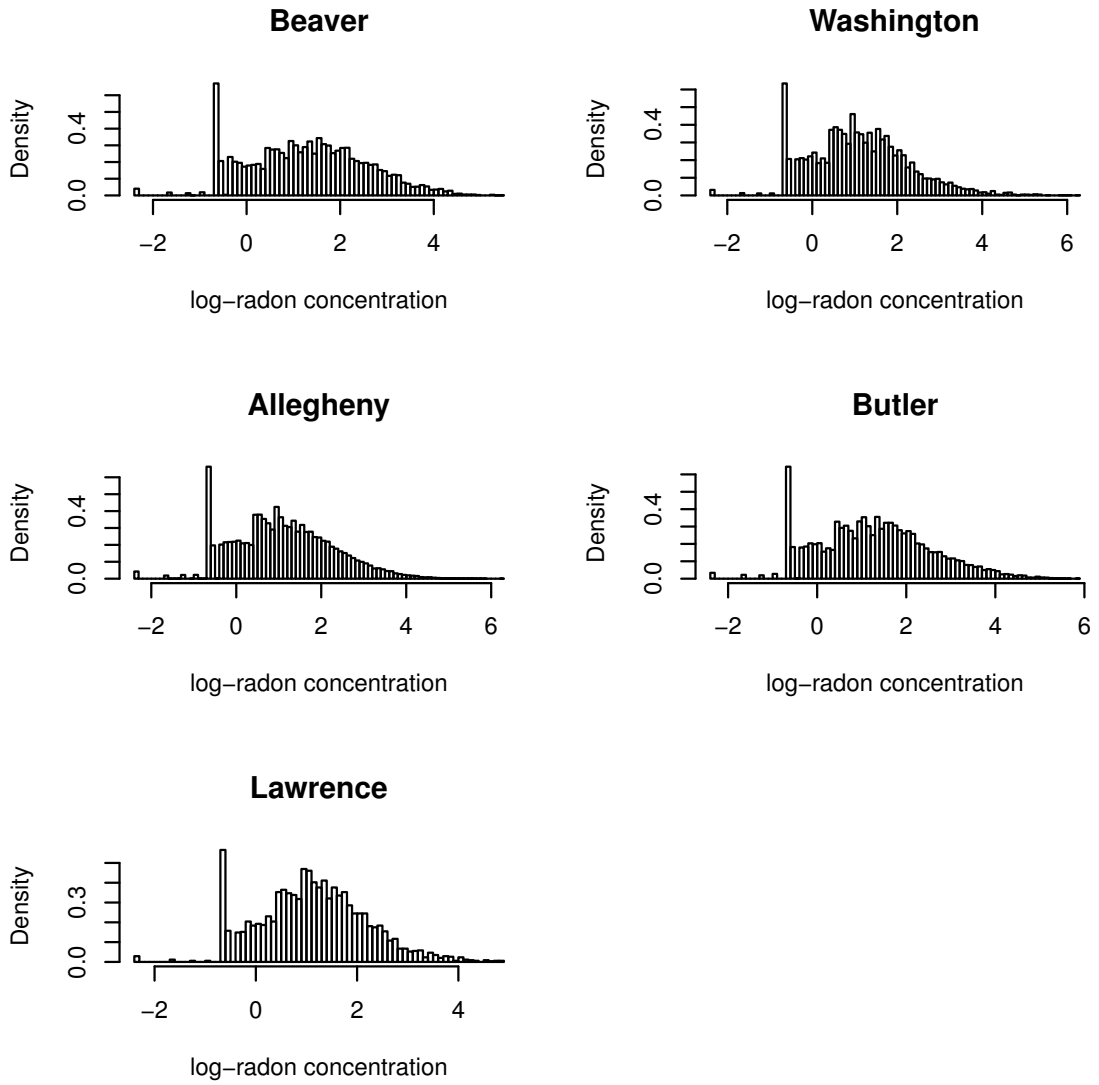 Beaver
Density
0.0 0.4
−2 0 2 4
log−radon concentration
Washington
Density
0.0 0.4
−2 0 2 4 6
log−radon concentration
Allegheny
Density
0.0 0.4
−2 0 2 4 6
log−radon concentration
Butler
Density
0.0 0.4
−2 0 2 4 6
log−radon concentration
Lawrence
Density
0.0 0.3
−2 0 2 4
log−radon concentration